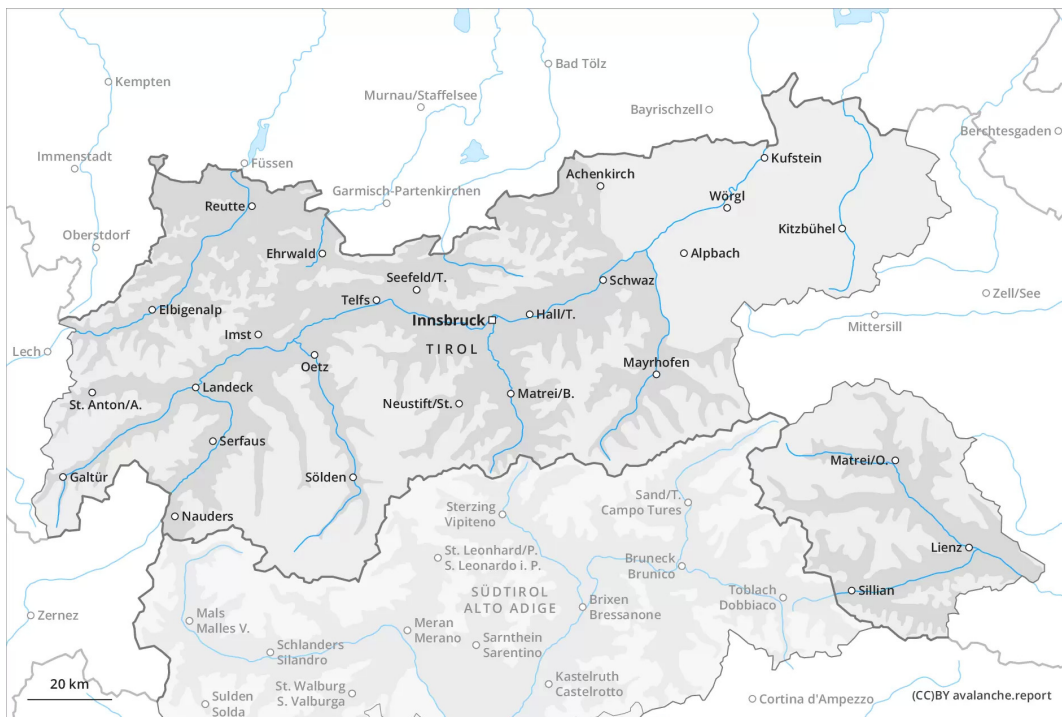 Kempten
Bad Tölz
Murnau/Staffelsee
Bayrischzell
Berchtesgaden
Immenstadt
Füssen
Kufstein
Achenkirch
Garmisch-Partenkirchen
Reutte
Wörgl
Kitzbühel
Oberstdorf
Ehrwald
Alpbach
Seefeld/T.
Schwaz
Zell/See
Telfs
Elbigenalp
Innsbruck
Hall/T.
Mittersill
Imst
TIROL
Lech
Oetz
Mayrhofen
Landeck
St. Anton/A.
Neustift/St.
Matrei/B.
Serfaus
Matrei/O.
Galtür
Sölden
Sand/T.
Campo Tures
Sterzing
Vipiteno
Nauders
Lienz
St. Leonhard/P.
S. Leonardo i. P.
Bruneck
Brunico
SÜDTIROL
ALTO ADIGE
Toblach
Dobbiaco
Sillian
Brixen
Bressanone
Zernez
Mals
Malles V.
Meran
Merano
Sarnthein
Sarentino
Schlanders
Silandro
Kastelruth
Castelrotto
20 km
St. Walburg
S. Valburga
Sulden
Solda
Cortina d'Ampezzo
(CC)BY avalanche.report